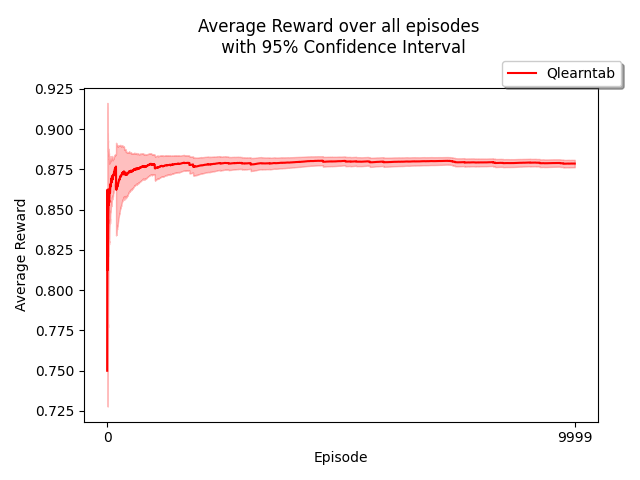 Average Reward over all episodes
with 95% Confidence Interval
Qlearntab
0.925
0.900
0.875
0.850
0.825
0.800
0.775
0.750
0.725
Average Reward
0
9999
Episode